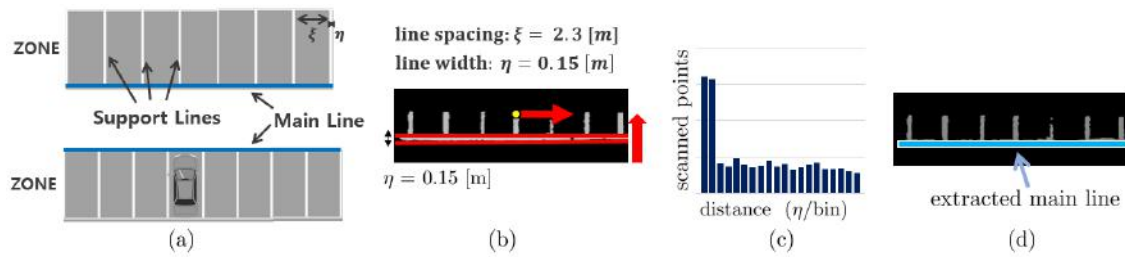 ZONE
ξ
η
Support Lines
Main Line
ZONE
(a)
line spacing: ξ = 2.3 [m]
line width: η = 0.15 [m]
η = 0.15 [m]
(b)
scanned points
distance (η/bin)
(c)
extracted main line
(d)